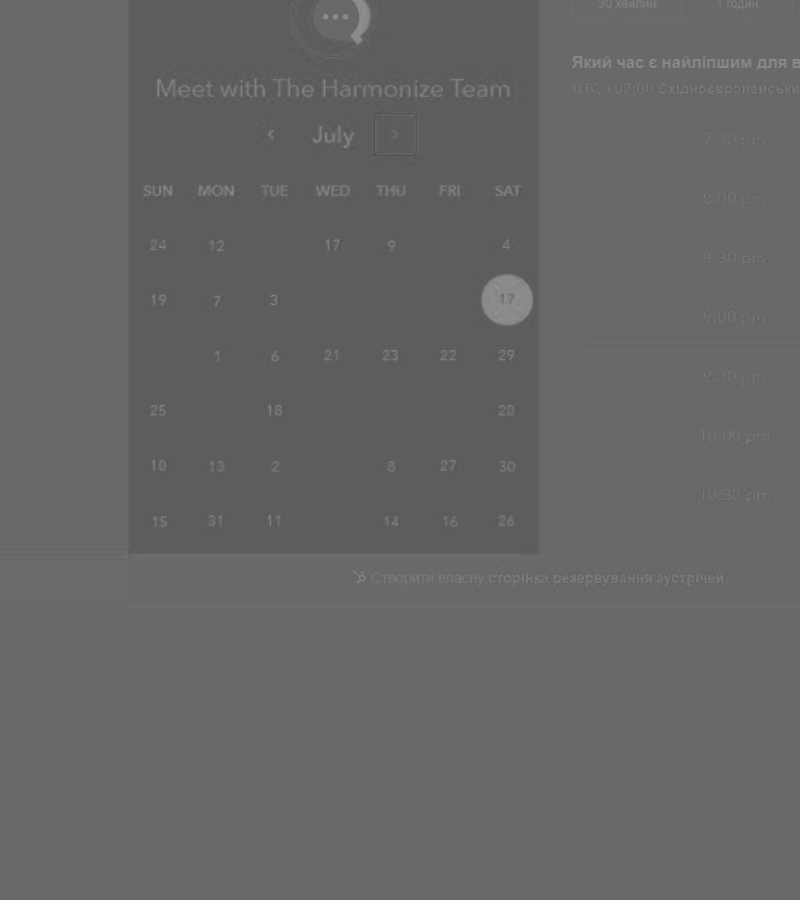 30 хвилин 1 годин
Meet with The Harmonize Team
July
SUN MON TUE WED THU FRI SAT
24 12 17 9 4
19 7 3 17
1 6 21 23 22 29
25 18 20
10 13 2 8 27 30
15 31 11 14 16 26
Який час є найліпшим для в
UTC +03:00 Східноєвропейськи
7:30 pm
8:00 pm
8:30 pm
9:00 pm
9:30 pm
10:00 pm
10:30 pm
Створити власну сторінка резервування зустрічей